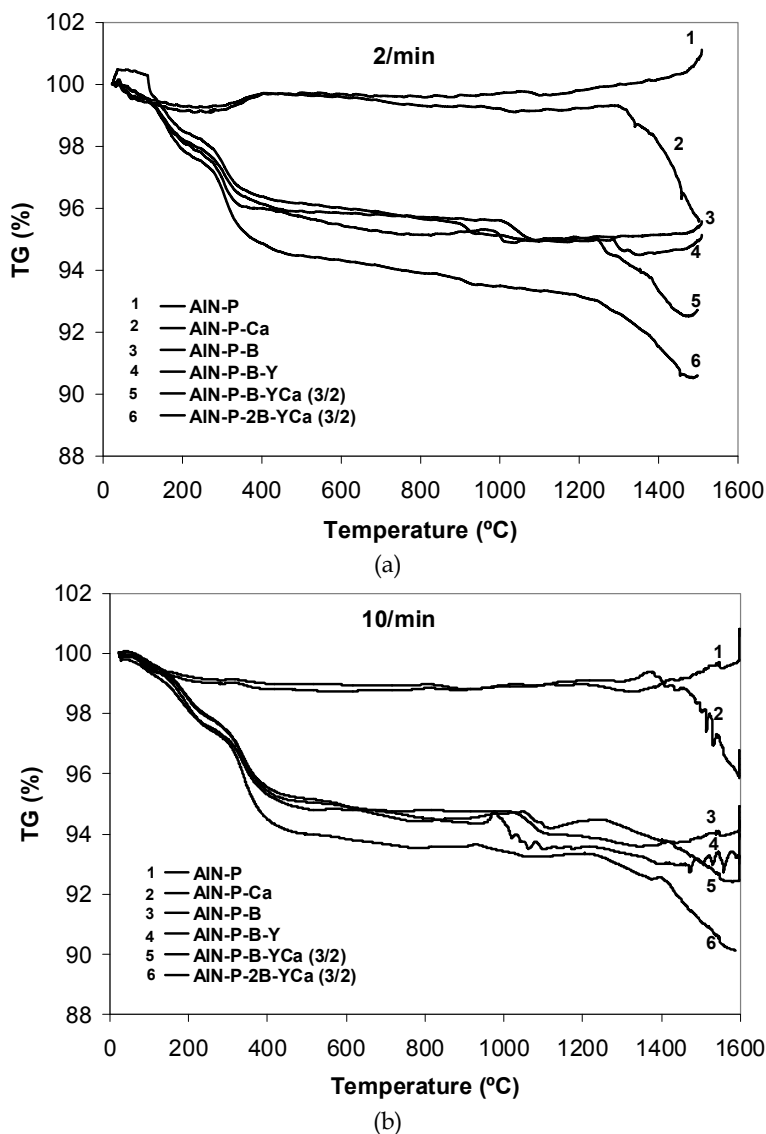 102
2/min
1
100
98
2
TG (%)
96
3
4
94
1 AlN-P
2 AlN-P-Ca
5
92
3 AlN-P-B
4 AlN-P-B-Y
90
5 AlN-P-B-YCa (3/2)
6
6 AlN-P-2B-YCa (3/2)
88
0 200 400 600 800 1000 1200 1400 1600
Temperature (ºC)
(a)
102
10/min
100
1
98
2
TG (%)
96
94
3
4
1 AlN-P
5
92
2 AlN-P-Ca
3 AlN-P-B
4 AlN-P-B-Y
6
90
5 AlN-P-B-YCa (3/2)
6 AlN-P-2B-YCa (3/2)
88
0 200 400 600 800 1000 1200 1400 1600
Temperature (ºC)
(b)